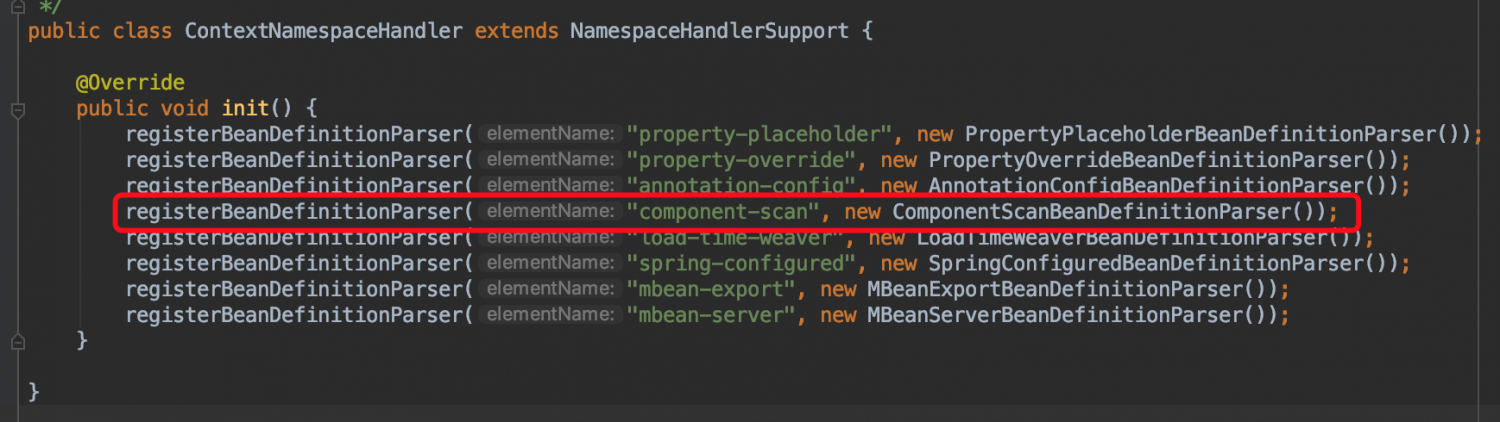 */
public class ContextNamespaceHandler extends NamespaceHandlerSupport {
@Override
public void init() {
registerBeanDefinitionParser( elementName: "property-placeholder", new PropertyPlaceholderBeanDefinitionParser());
registerBeanDefinitionParser( elementName: "property-override", new PropertyOverrideBeanDefinitionParser());
registerBeanDefinitionParser( elementName: "annotation-config", new AnnotationConfigBeanDefinitionParser());
registerBeanDefinitionParser( elementName: "component-scan", new ComponentScanBeanDefinitionParser());
registerBeanDefinitionParser( elementName: "load-time-weaver", new LoadTimeWeaverBeanDefinitionParser());
registerBeanDefinitionParser( elementName: "spring-configured", new SpringConfiguredBeanDefinitionParser());
registerBeanDefinitionParser( elementName: "mbean-export", new MBeanExportBeanDefinitionParser());
registerBeanDefinitionParser( elementName: "mbean-server", new MBeanServerBeanDefinitionParser());
}
}